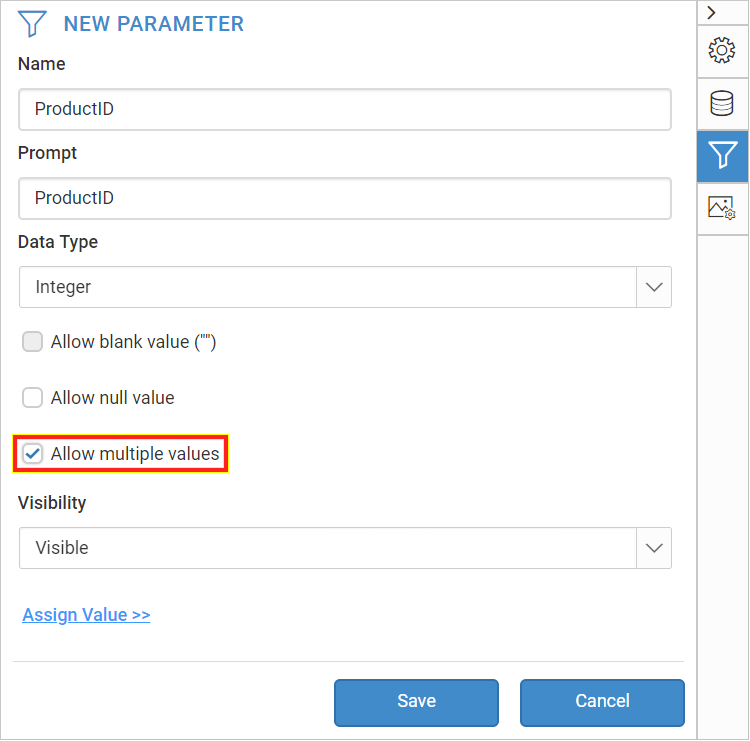 NEW PARAMETER
Name
ProductID
Prompt
ProductID
Data Type
Integer
Allow blank value ("")
Allow null value
Allow multiple values
Visibility
Visible
Assign Value >>
Save
Cancel